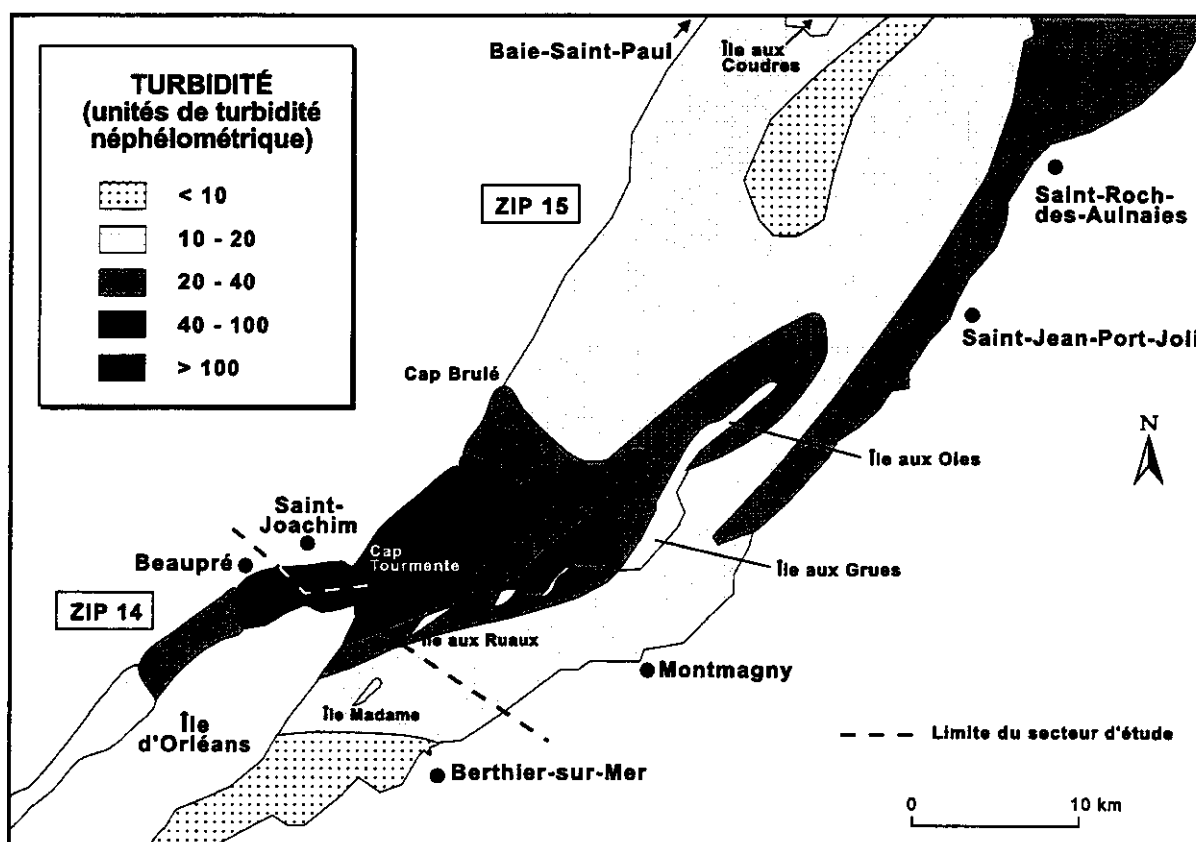 TURBIDITÉ
(unités de turbidité
néphélométrique)
< 10
10 - 20
20 - 40
40 - 100
> 100
Baie-Saint-Paul
Île aux
Coudres
ZIP 15
Saint-Roch-
des-Aulnaies
Saint-Jean-Port-Joli
Cap Brulé
Île aux Oies
N
Saint-
Joachim
Beaupré
Cap
Tourmente
Île aux Grues
ZIP 14
Île aux Ruaux
Montmagny
Île
d'Orléans
Île Madame
Limite du secteur d'étude
Berthier-sur-Mer
0 10 km